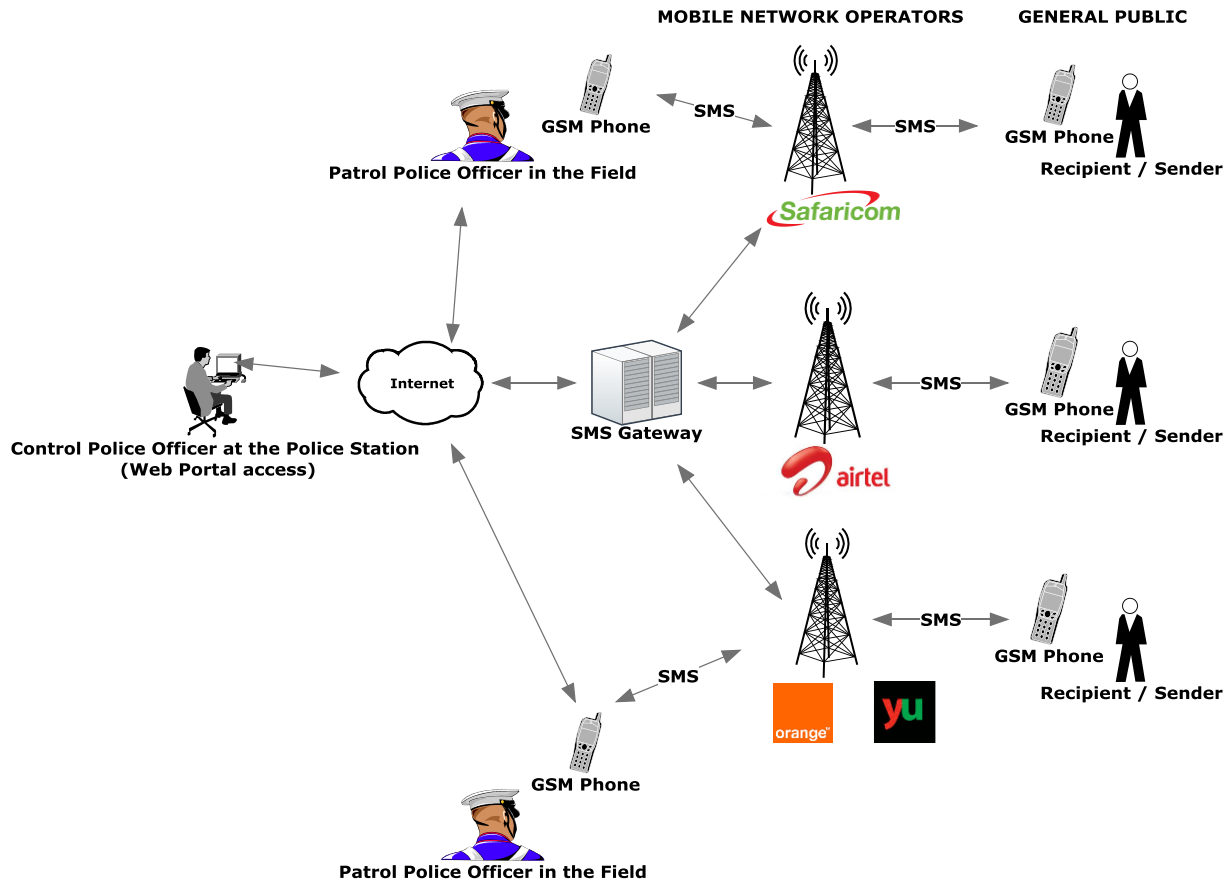 MOBILE NETWORK OPERATORS
GENERAL PUBLIC
GSM Phone
SMS
SMS
GSM Phone
Patrol Police Officer in the Field
Recipient / Sender
Safaricom
Internet
SMS
GSM Phone
SMS Gateway
Recipient / Sender
Control Police Officer at the Police Station
(Web Portal access)
airtel
SMS
GSM Phone
SMS
Recipient / Sender
orange™
yu
GSM Phone
Patrol Police Officer in the Field